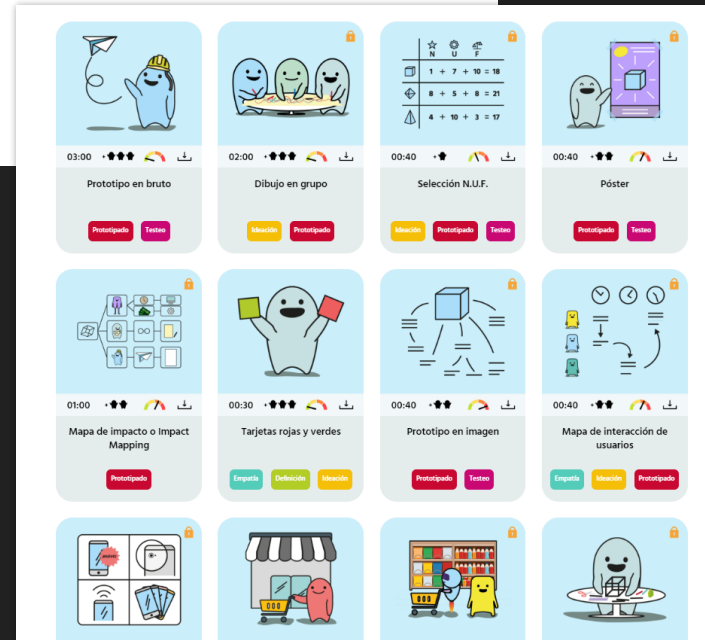 N U F
1 + 7 + 10 = 18
8 + 5 + 8 = 21
4 + 10 + 3 = 17
03:00
02:00
00:40
00:40
Prototipo en bruto
Dibujo en grupo
Selección N.U.F.
Póster
Prototipado Testeo
Ideación Prototipado
Ideación Prototipado Testeo
Prototipado Testeo
01:00
00:30
00:40
00:40
Mapa de impacto o Impact
Mapping
Tarjetas rojas y verdes
Prototipo en imagen
Mapa de interacción de
usuarios
Prototipado
Empatía Definición Ideación
Prototipado Testeo
Empatía Ideación Prototipado